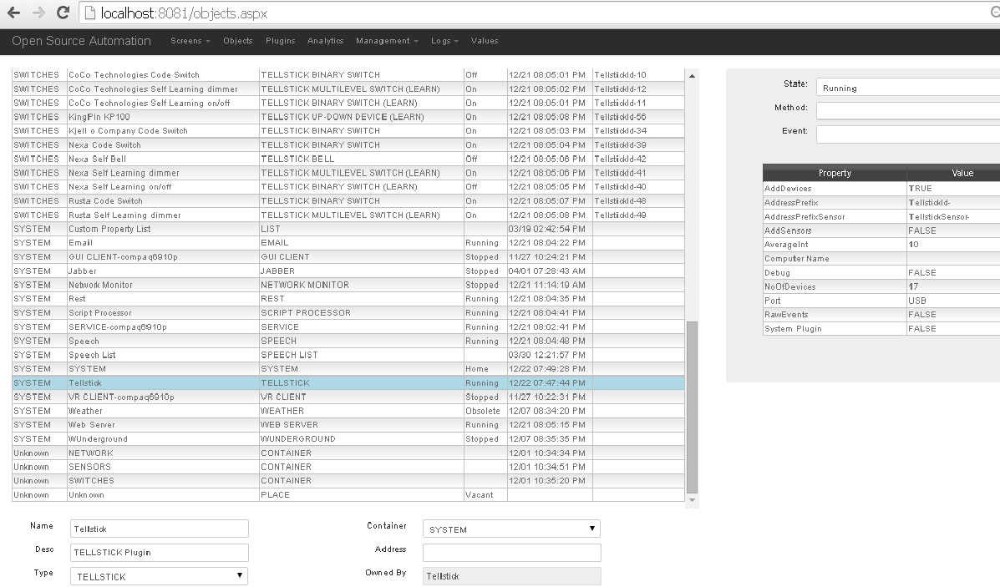 localhost:8081/objects.aspx
Open Source Automation Screens Objects Plugins Analytics Management Logs Values
SWITCHES CoCo Technologies Code Switch TELLSTICK BINARY SWITCH Off 12/21 08:05:01 PM TellstickId-10
SWITCHES CoCo Technologies Self Learning dimmer TELLSTICK MULTILEVEL SWITCH (LEARN) On 12/21 08:05:02 PM TellstickId-12
SWITCHES CoCo Technologies Self Learning on/off TELLSTICK BINARY SWITCH (LEARN) On 12/21 08:05:01 PM TellstickId-11
SWITCHES KingPin KP100 TELLSTICK UP-DOWN DEVICE (LEARN) On 12/21 08:05:08 PM TellstickId-56
SWITCHES Kjell o Company Code Switch TELLSTICK BINARY SWITCH On 12/21 08:05:03 PM TellstickId-34
SWITCHES Nexa Code Switch TELLSTICK BINARY SWITCH On 12/21 08:05:04 PM TellstickId-39
SWITCHES Nexa Self Bell TELLSTICK BELL Off 12/21 08:05:06 PM TellstickId-42
SWITCHES Nexa Self Learning dimmer TELLSTICK MULTILEVEL SWITCH (LEARN) On 12/21 08:05:06 PM TellstickId-41
SWITCHES Nexa Self Learning on/off TELLSTICK BINARY SWITCH (LEARN) Off 12/21 08:05:05 PM TellstickId-40
SWITCHES Rusta Code Switch TELLSTICK BINARY SWITCH On 12/21 08:05:07 PM TellstickId-48
SWITCHES Rusta Self Learning dimmer TELLSTICK MULTILEVEL SWITCH (LEARN) On 12/21 08:05:08 PM TellstickId-49
SYSTEM Custom Property List LIST 03/19 02:42:54 PM
SYSTEM Email EMAIL Running 12/21 08:04:22 PM
SYSTEM GUI CLIENT-compaq6910p GUI CLIENT Stopped 11/27 10:24:21 PM
SYSTEM Jabber JABBER Stopped 04/01 07:28:43 AM
SYSTEM Network Monitor NETWORK MONITOR Stopped 12/21 11:14:19 AM
SYSTEM Rest REST Running 12/21 08:04:35 PM
SYSTEM Script Processor SCRIPT PROCESSOR Running 12/21 08:04:41 PM
SYSTEM SERVICE-compaq6910p SERVICE Running 12/21 08:02:41 PM
SYSTEM Speech SPEECH Running 12/21 08:04:48 PM
SYSTEM Speech List SPEECH LIST 03/30 12:21:57 PM
SYSTEM SYSTEM SYSTEM Home 12/22 07:49:28 PM
SYSTEM Tellstick TELLSTICK Running 12/22 07:47:44 PM
SYSTEM VR CLIENT-compaq6910p VR CLIENT Stopped 11/27 10:22:31 PM
SYSTEM Weather WEATHER Obsolete 12/07 08:34:20 PM
SYSTEM Web Server WEB SERVER Running 12/21 08:05:15 PM
SYSTEM WUnderground WUNDERGROUND Stopped 12/07 08:35:35 PM
Unknown NETWORK CONTAINER 12/01 10:34:34 PM
Unknown SENSORS CONTAINER 12/01 10:34:51 PM
Unknown SWITCHES CONTAINER 12/01 10:35:20 PM
Unknown Unknown PLACE Vacant
State: Running
Method:
Event:
Property Value
AddDevices TRUE
AddressPrefix TellstickId-
AddressPrefixSensor TellstickSensor-
AddSensors FALSE
AverageInt 10
Computer Name
Debug FALSE
NoOfDevices 17
Port USB
RawEvents FALSE
System Plugin FALSE
Name Tellstick Container SYSTEM
Desc TELLSTICK Plugin Address
Type TELLSTICK Owned By Tellstick